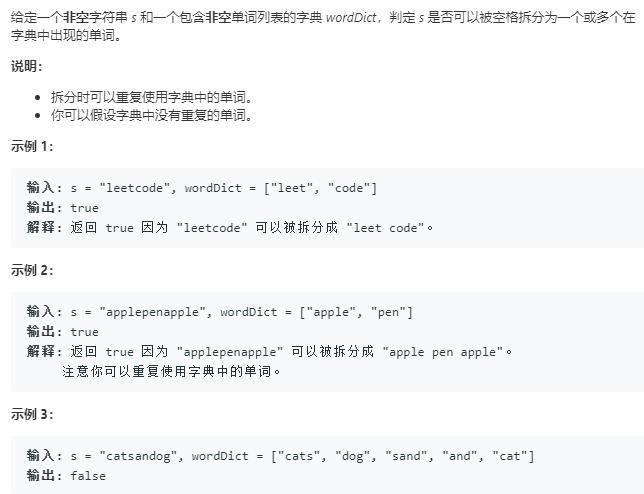 给定一个非空字符串 s 和一个包含非空单词列表的字典 wordDict，判定 s 是否可以被空格拆分为一个或多个在
字典中出现的单词。
说明：
• 拆分时可以重复使用字典中的单词。
• 你可以假设字典中没有重复的单词。
示例 1：
输入: s = "leetcode", wordDict = ["leet", "code"]
输出: true
解释: 返回 true 因为 "leetcode" 可以被拆分成 "leet code"。
示例 2：
输入: s = "applepenapple", wordDict = ["apple", "pen"]
输出: true
解释: 返回 true 因为 "applepenapple" 可以被拆分成 "apple pen apple"。
注意你可以重复使用字典中的单词。
示例 3：
输入: s = "catsandog", wordDict = ["cats", "dog", "sand", "and", "cat"]
输出: false